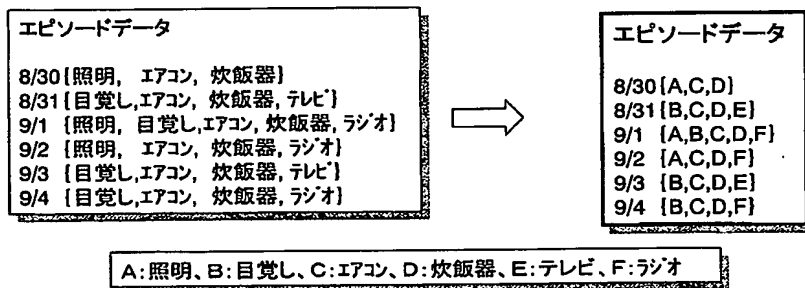 エピソードデータ
8/30{照明, エアコン, 炊飯器}
8/31{目覚し,エアコン, 炊飯器,テレビ}
9/1 {照明, 目覚し,エアコン, 炊飯器,ラジオ}
9/2 {照明, エアコン, 炊飯器,ラジオ}
9/3 {目覚し,エアコン, 炊飯器,テレビ}
9/4 {目覚し,エアコン, 炊飯器,ラジオ}
エピソードデータ
8/30 {A,C,D}
8/31 {B,C,D,E}
9/1 {A,B,C,D,F}
9/2 {A,C,D,F}
9/3 {B,C,D,E}
9/4 {B,C,D,F}
A:照明、B:目覚し、C:エアコン、D:炊飯器、E:テレビ、F:ラジオ